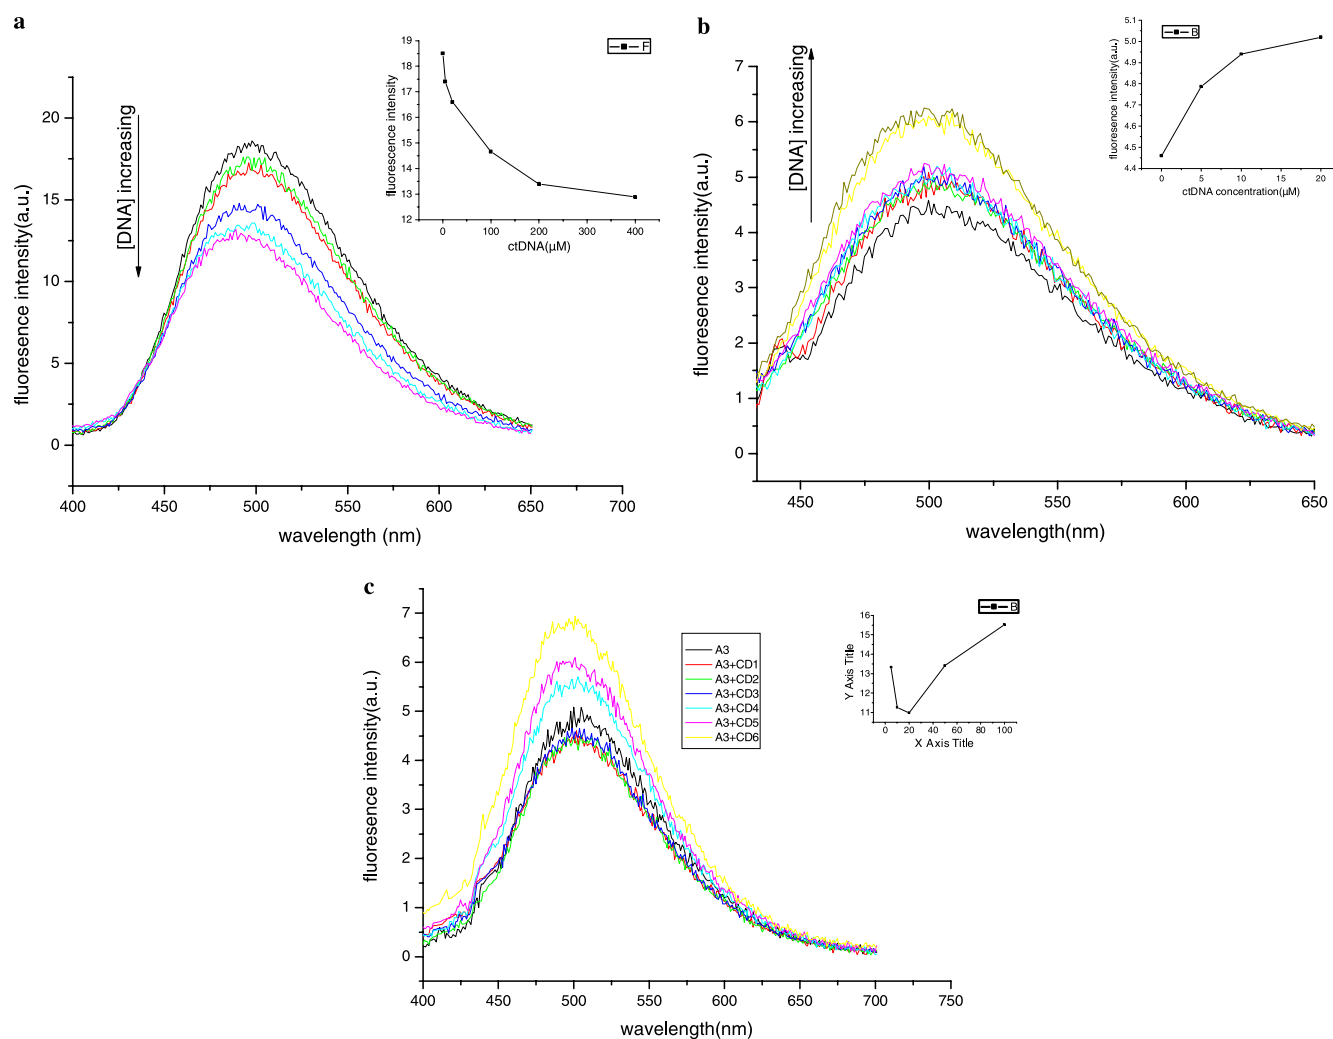 a
[DNA] increasing
fluoresence intensity(a.u.)
20
15
10
5
0
400
450
500
550
600
650
700
wavelength (nm)
F
fluorescence intensity
19
18
17
16
15
14
13
12
0
100
200
300
400
ctDNA(μM)
b
[DNA] increasing
fluoresence intensity(a.u.)
7
6
5
4
3
2
1
0
450
500
550
600
650
wavelength(nm)
B
fluoresence intensity(a.u.)
5.1
5.0
4.9
4.8
4.7
4.6
4.5
4.4
0
5
10
15
20
ctDNA concentration(μM)
c
fluoresence intensity(a.u.)
7
6
5
4
3
2
1
0
400
450
500
550
600
650
700
750
wavelength(nm)
A3
A3+CD1
A3+CD2
A3+CD3
A3+CD4
A3+CD5
A3+CD6
B
Y Axis Title
16
15
14
13
12
11
0
20
40
60
80
100
X Axis Title